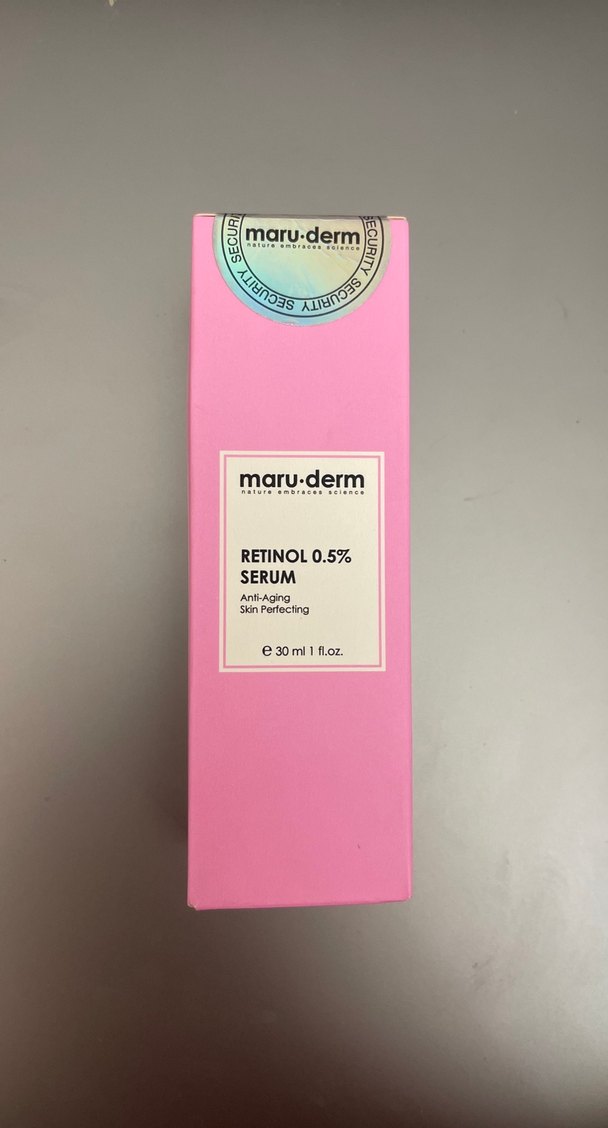 maru·derm
nature embraces science
SECURITY SECURITY SECURITY
maru·derm
nature embraces science
RETINOL 0.5%
SERUM
Anti-Aging
Skin Perfecting
℮ 30 ml 1 fl.oz.